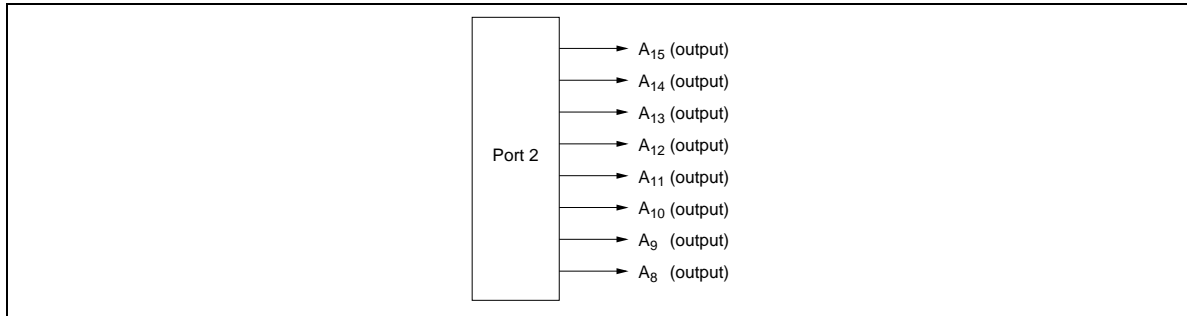 A15 (output)
A14 (output)
A13 (output)
A12 (output)
Port 2
A11 (output)
A10 (output)
A9 (output)
A8 (output)